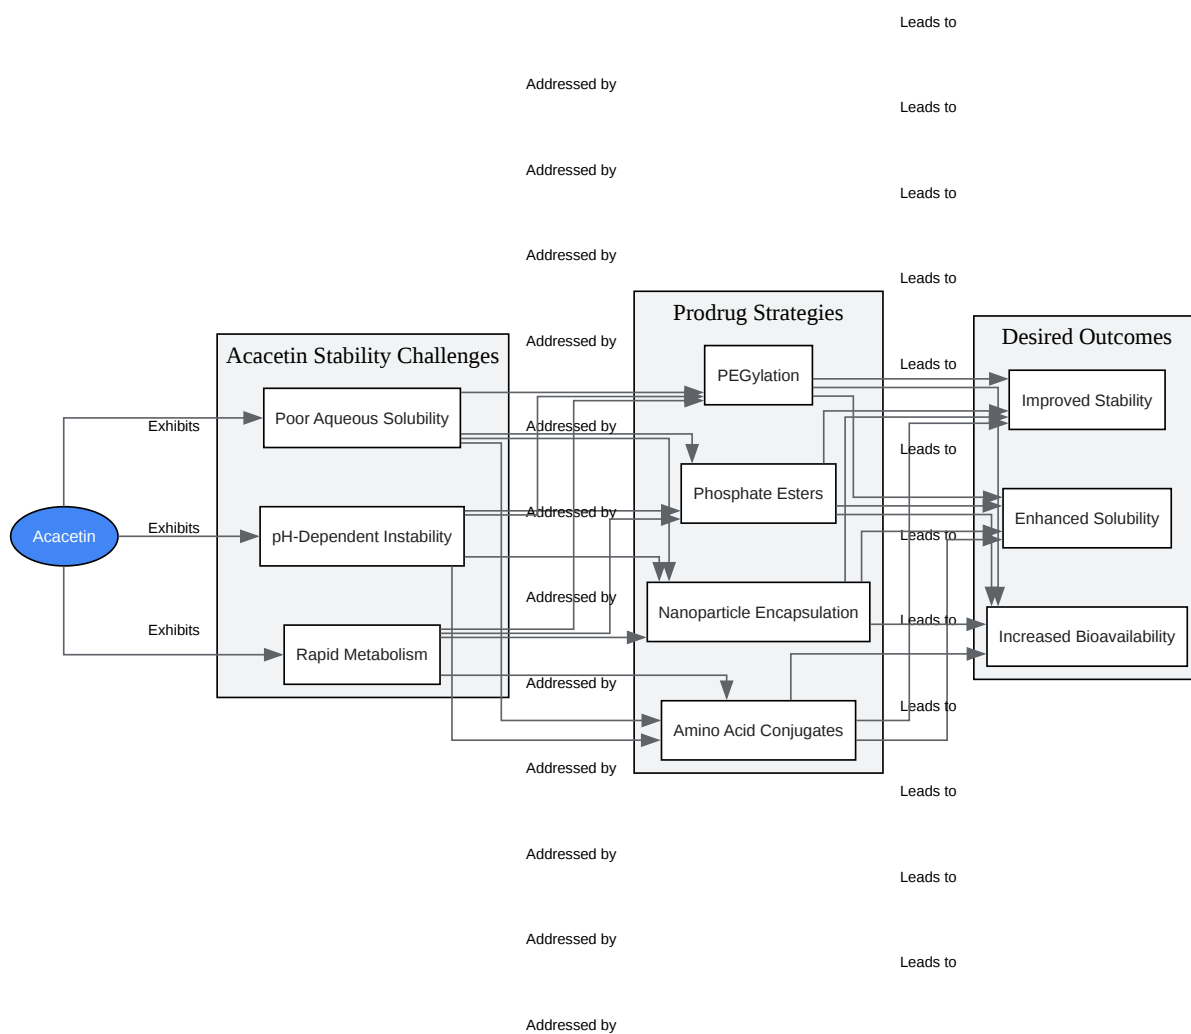 Leads to
Addressed by
Leads to
Addressed by
Leads to
Addressed by
Leads to
Prodrug Strategies
Desired Outcomes
Addressed by
Acacetin Stability Challenges
Leads to
PEGylation
Improved Stability
Poor Aqueous Solubility
Exhibits
Addressed by
Leads to
Phosphate Esters
Addressed by
Enhanced Solubility
Exhibits
Acacetin
pH-Dependent Instability
Leads to
Addressed by
Nanoparticle Encapsulation
Leads to
Exhibits
Increased Bioavailability
Rapid Metabolism
Addressed by
Leads to
Amino Acid Conjugates
Addressed by
Leads to
Addressed by
Leads to
Addressed by
Leads to
Addressed by